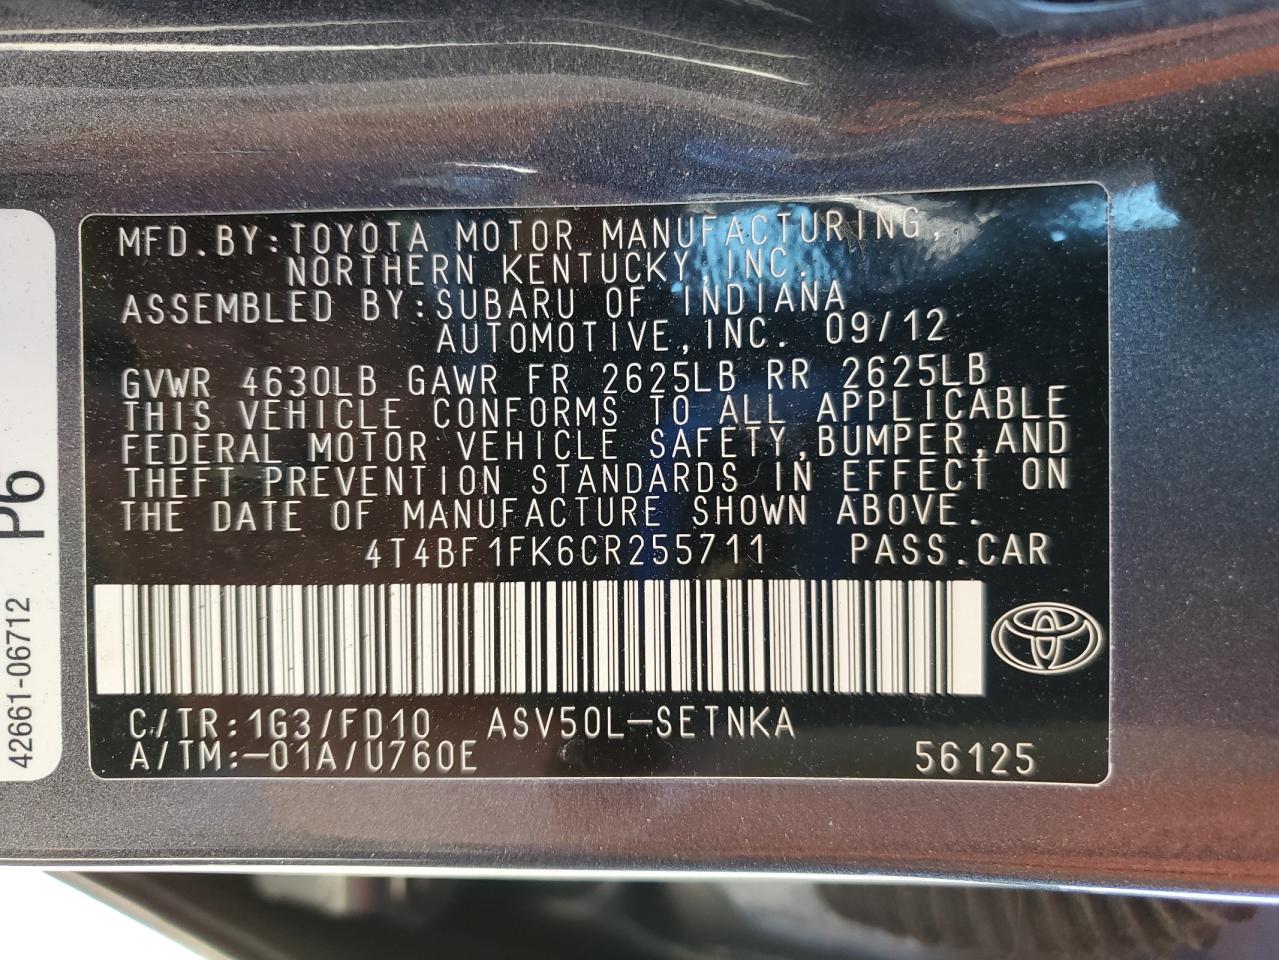 MFD.BY:TOYOTA MOTOR MANUFACTURING,
NORTHERN KENTUCKY,INC.
ASSEMBLED BY:SUBARU OF INDIANA
AUTOMOTIVE,INC. 09/12
GVWR 4630LB GAWR FR 2625LB RR 2625LB
THIS VEHICLE CONFORMS TO ALL APPLICABLE
FEDERAL MOTOR VEHICLE SAFETY,BUMPER,AND
THEFT PREVENTION STANDARDS IN EFFECT ON
THE DATE OF MANUFACTURE SHOWN ABOVE.
4T4BF1FK6CR255711 PASS.CAR
C/TR:1G3/FD10 ASV50L-SETNKA
A/TM:-01A/U760E 56125
42661-06712 P6